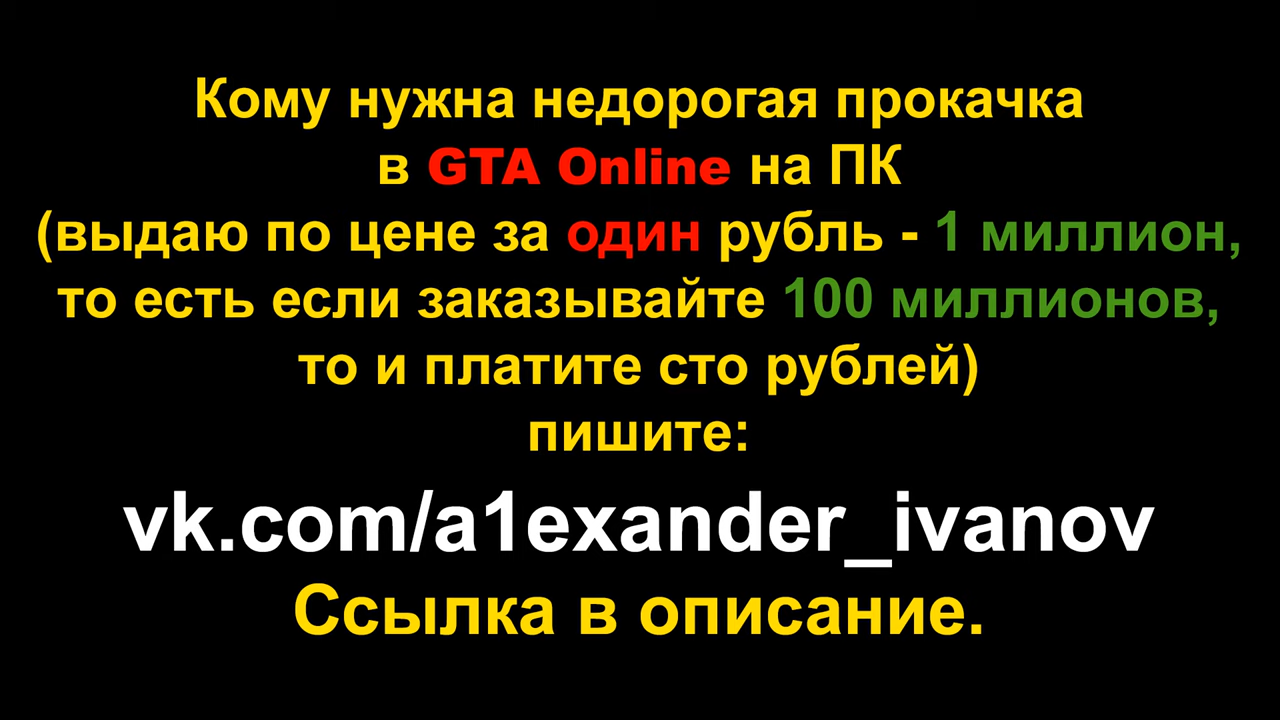 Кому нужна недорогая прокачка
в GTA Online на ПК
(выдаю по цене за один рубль - 1 миллион,
то есть если заказывайте 100 миллионов,
то и платите сто рублей)
пишите:
vk.com/a1exander_ivanov
Ссылка в описание.